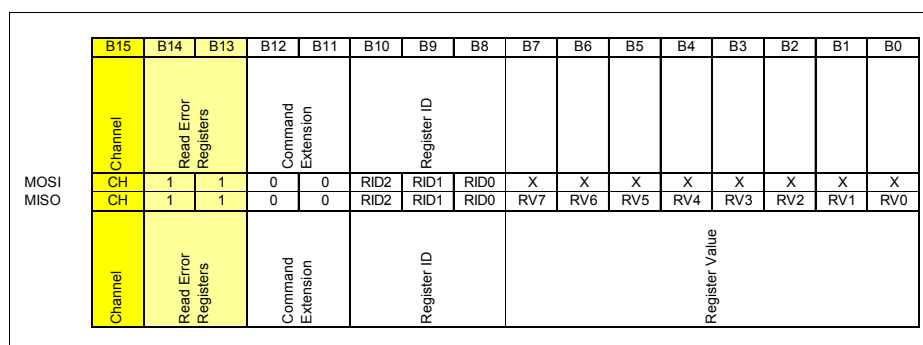 B15 B14 B13 B12 B11 B10 B9 B8 B7 B6 B5 B4 B3 B2 B1 B0
Channel
Read Error
Registers
Command
Extension
Register ID
MOSI CH 1 1 0 0 RID2 RID1 RID0 X X X X X X X X
MISO CH 1 1 0 0 RID2 RID1 RID0 RV7 RV6 RV5 RV4 RV3 RV2 RV1 RV0
Channel
Read Error
Registers
Command
Extension
Register ID
Register Value